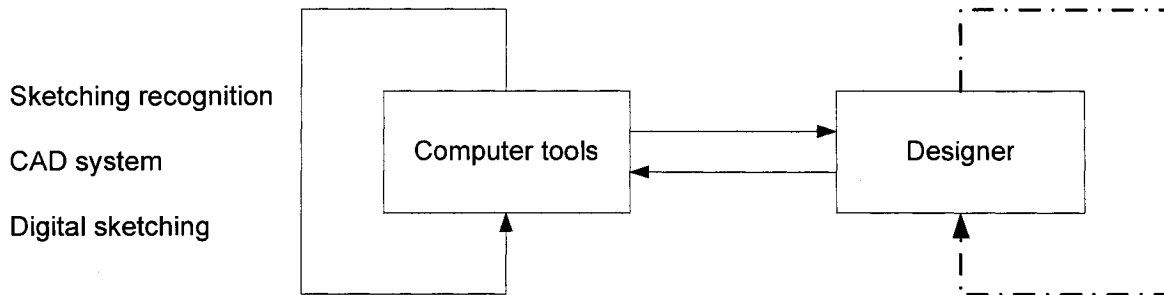 Sketching recognition
CAD system
Digital sketching
Computer tools
Designer